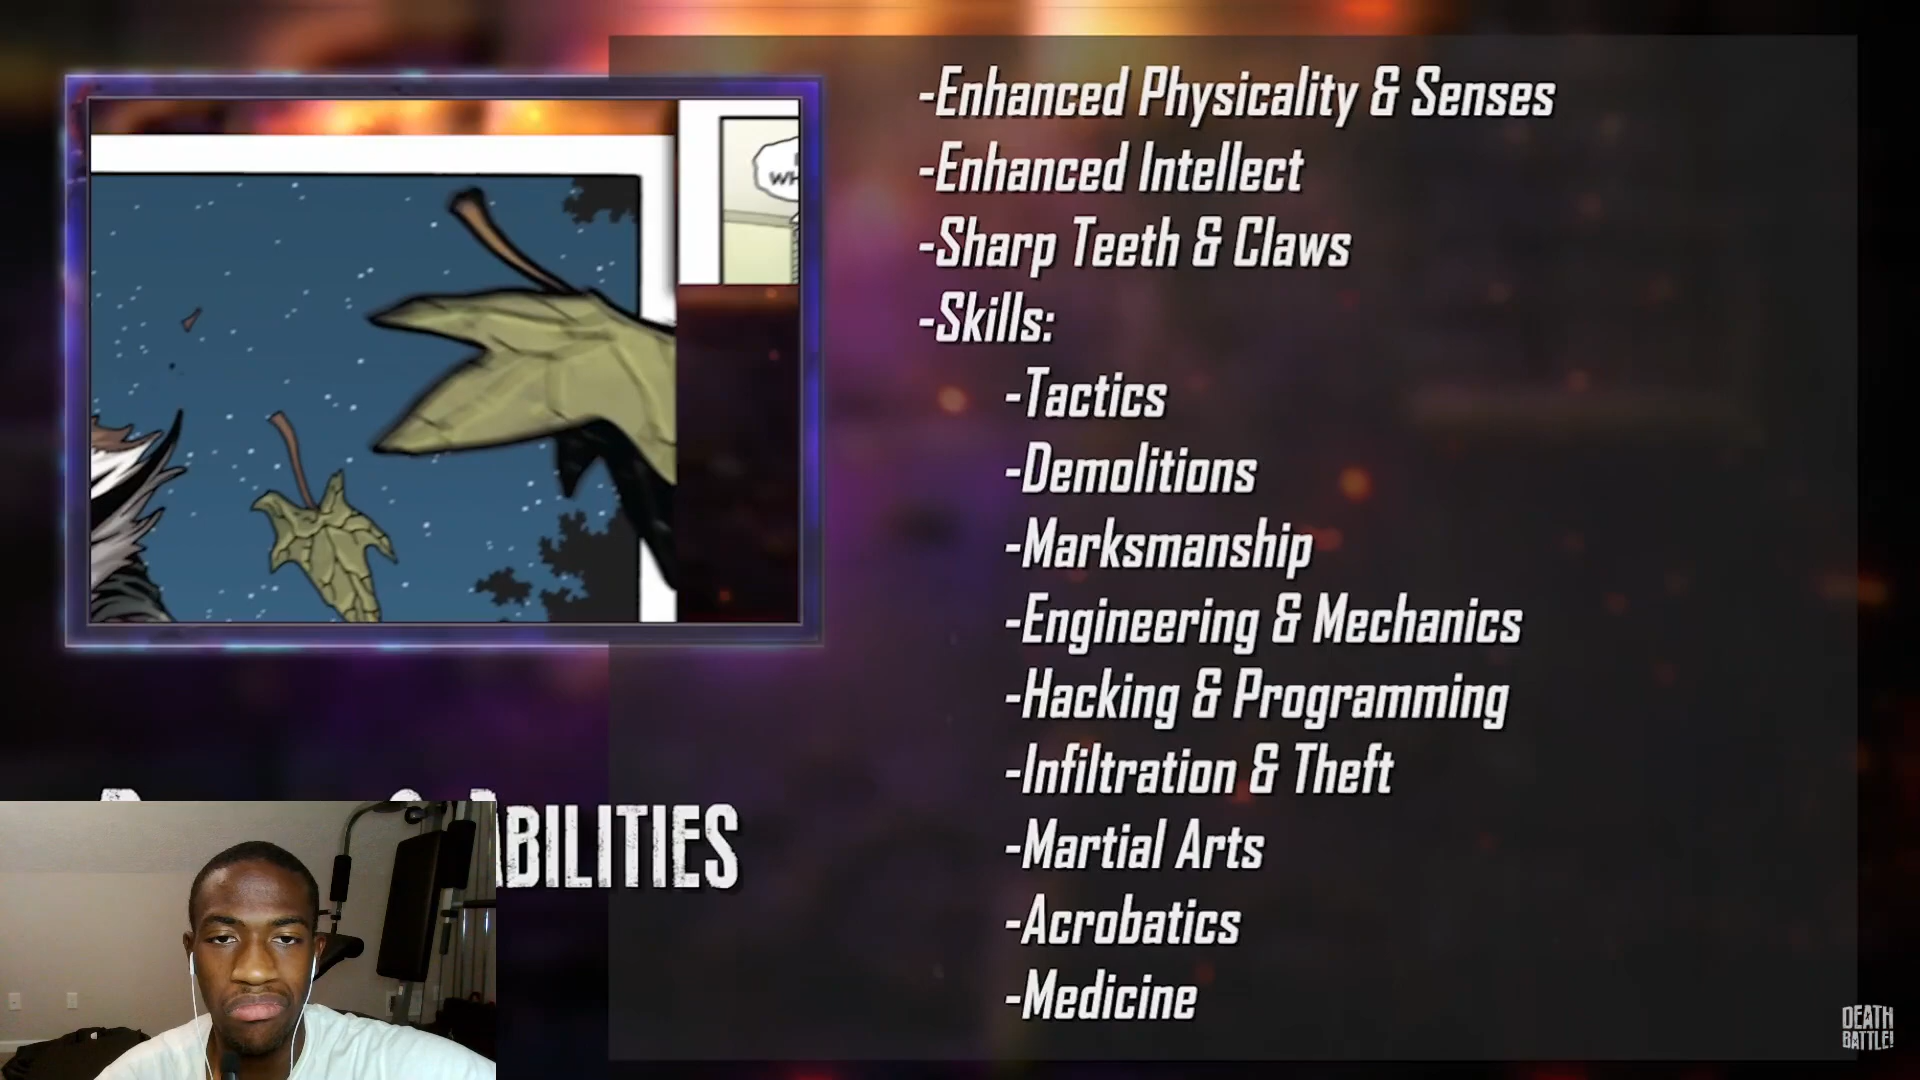 -Enhanced Physicality & Senses
-Enhanced Intellect
-Sharp Teeth & Claws
-Skills:
-Tactics
-Demolitions
-Marksmanship
-Engineering & Mechanics
-Hacking & Programming
-Infiltration & Theft
-Martial Arts
-Acrobatics
-Medicine
ABILITIES
DEATH
BATTLE!